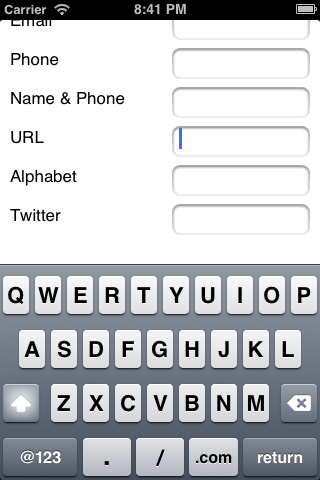 Carrier 8:41 PM
Email
Phone
Name & Phone
URL
Alphabet
Twitter
Q W E R T Y U I O P
A S D F G H J K L
Z X C V B N M
@123 . / .com return